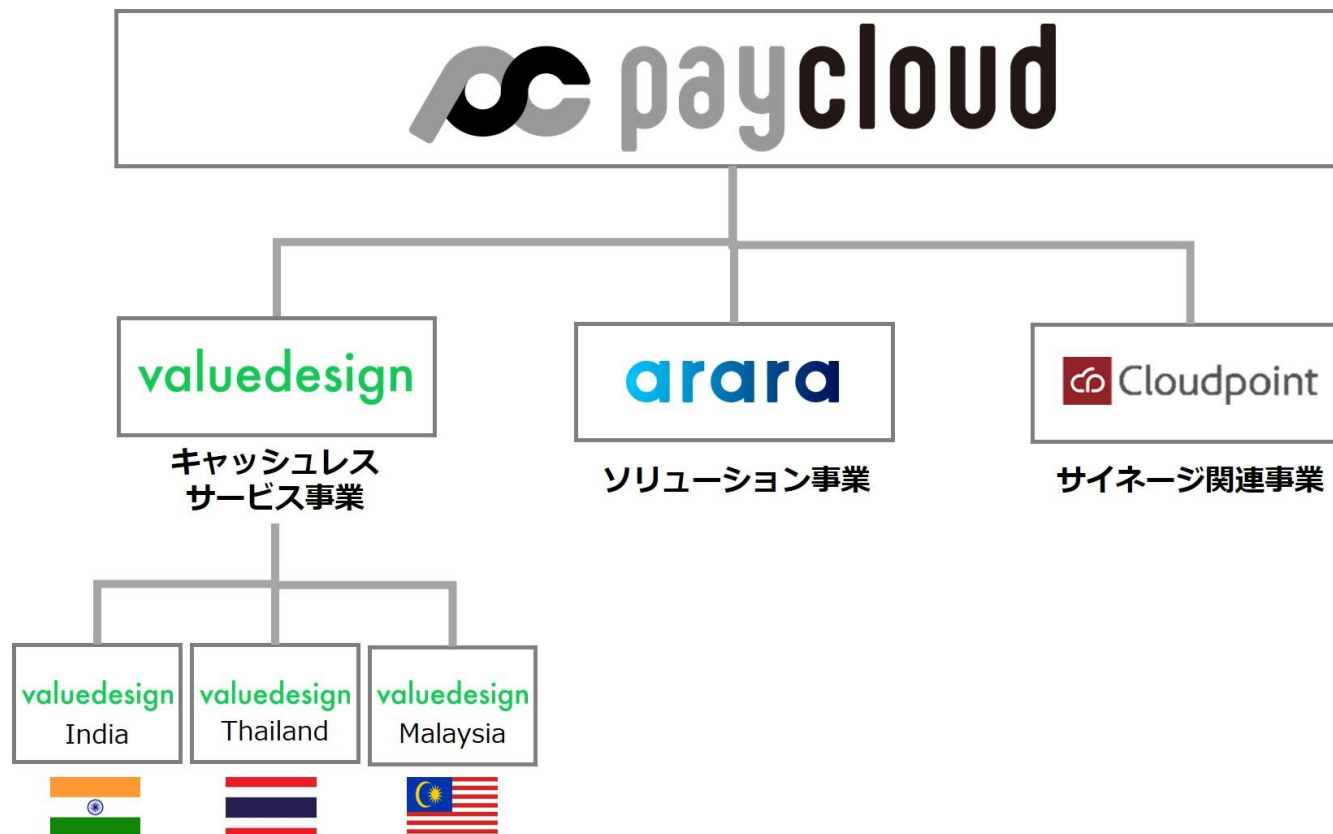 paycloud
valuedesign
キャッシュレス
サービス事業
arara
ソリューション事業
Cloudpoint
サイネージ関連事業
valuedesign
India
valuedesign
Thailand
valuedesign
Malaysia